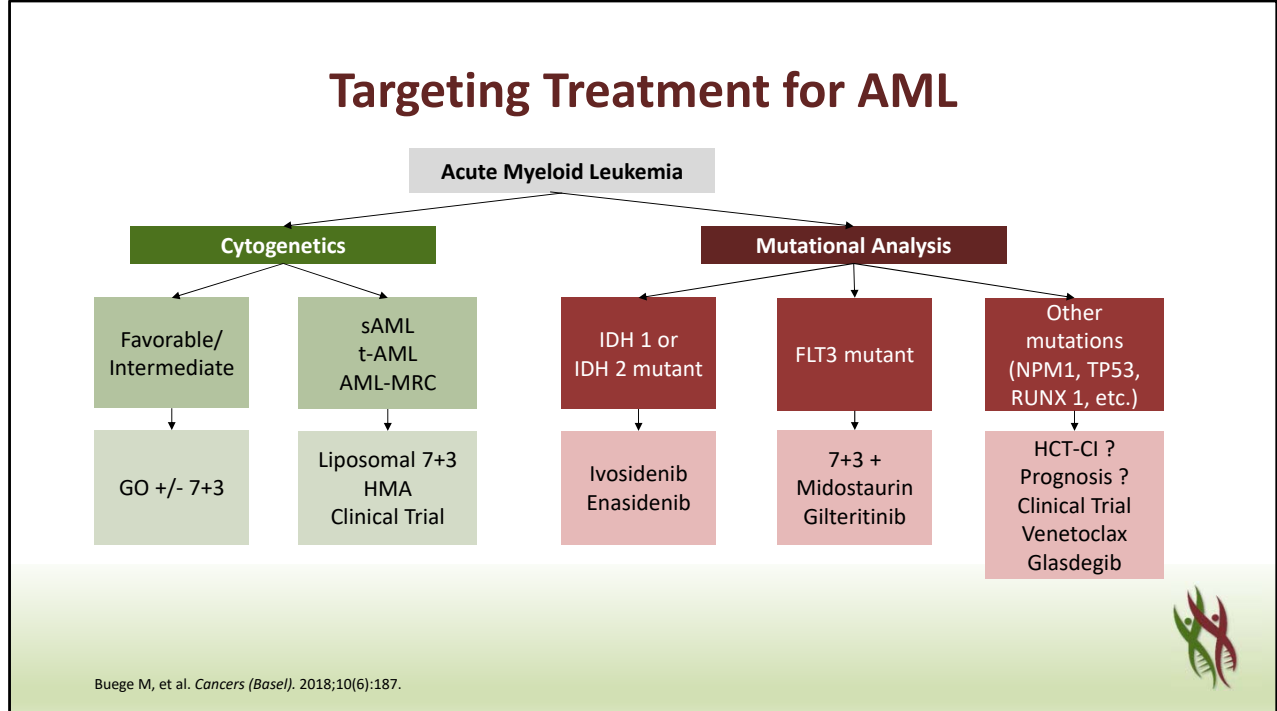 Targeting Treatment for AML
Acute Myeloid Leukemia
Cytogenetics
Mutational Analysis
Favorable/
Intermediate
sAML
t-AML
AML-MRC
IDH 1 or
IDH 2 mutant
FLT3 mutant
Other
mutations
(NPM1, TP53,
RUNX 1, etc.)
GO +/- 7+3
Liposomal 7+3
HMA
Clinical Trial
Ivosidenib
Enasidenib
7+3 +
Midostaurin
Gilteritinib
HCT-CI ?
Prognosis ?
Clinical Trial
Venetoclax
Glasdegib
Buege M, et al. Cancers (Basel). 2018;10(6):187.